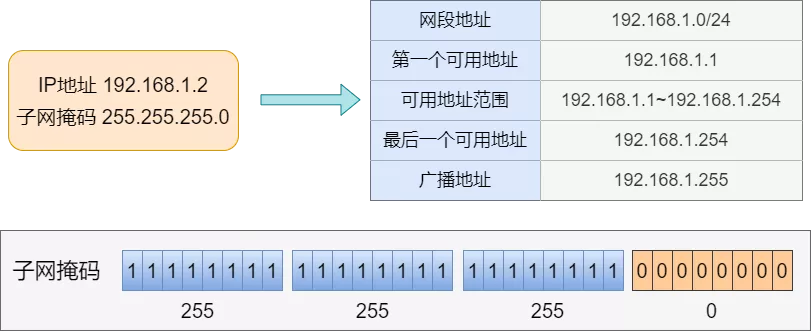 IP地址 192.168.1.2
子网掩码 255.255.255.0
网段地址 192.168.1.0/24
第一个可用地址 192.168.1.1
可用地址范围 192.168.1.1~192.168.1.254
最后一个可用地址 192.168.1.254
广播地址 192.168.1.255
子网掩码 1 1 1 1 1 1 1 1 1 1 1 1 1 1 1 1 1 1 1 1 1 1 1 1 0 0 0 0 0 0 0 0
255 255 255 0